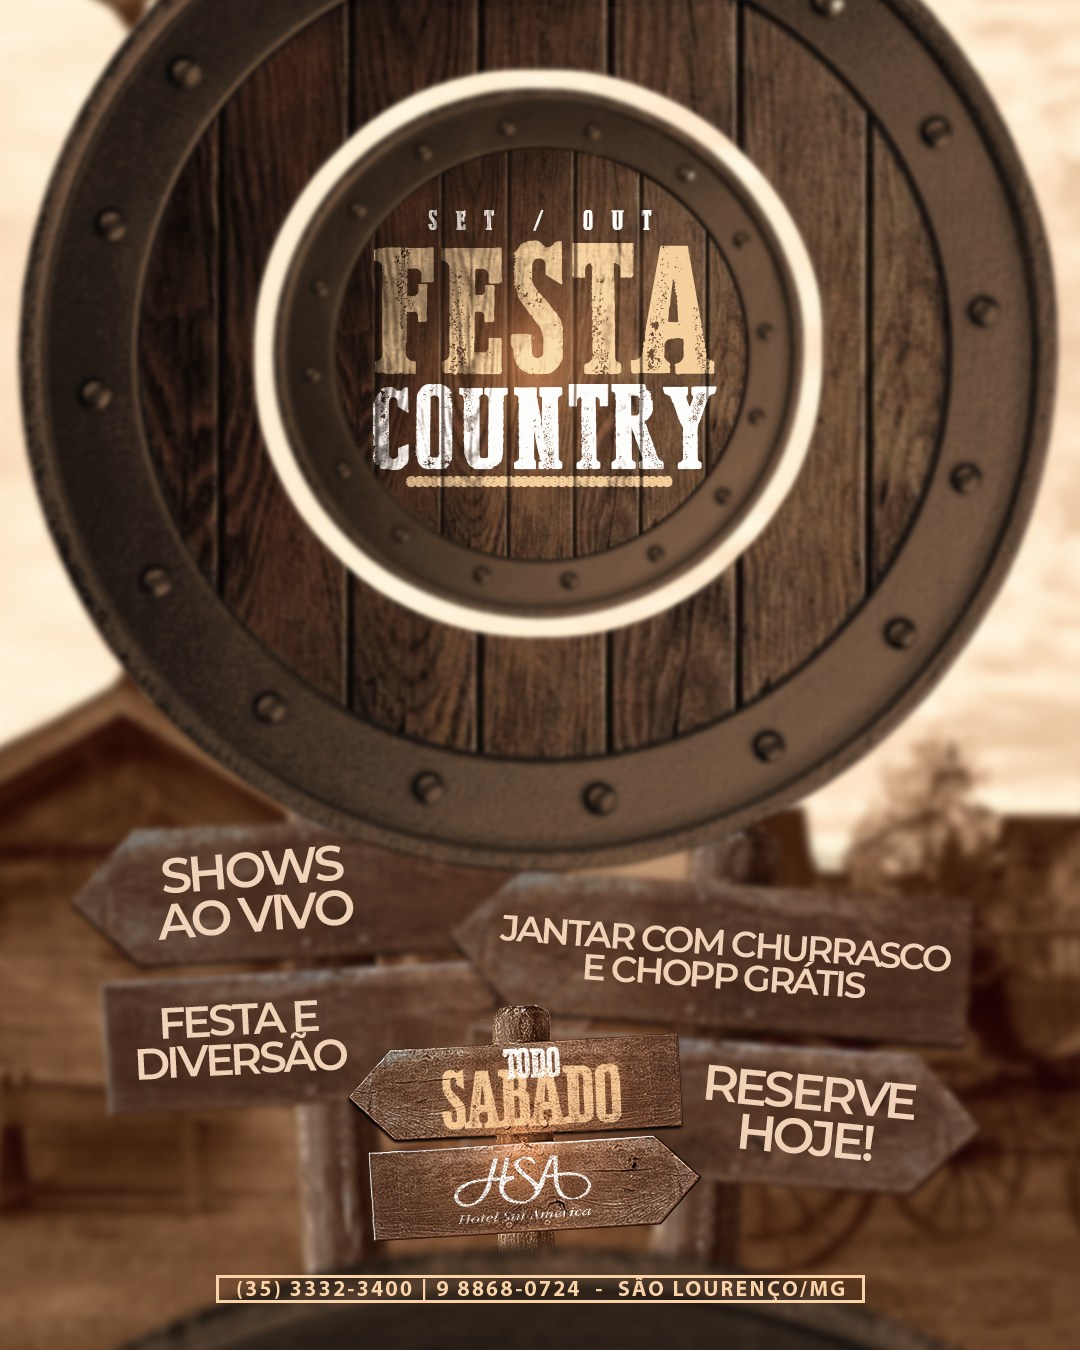 SET / OUT
FESTA
COUNTRY
SHOWS
AO VIVO
JANTAR COM CHURRASCO
E CHOPP GRÁTIS
FESTA E
DIVERSÃO
TODO
SABADO
RESERVE
HOJE!
HSA
Hotel Sul América
(35) 3332-3400 | 9 8868-0724 - SÃO LOURENÇO/MG